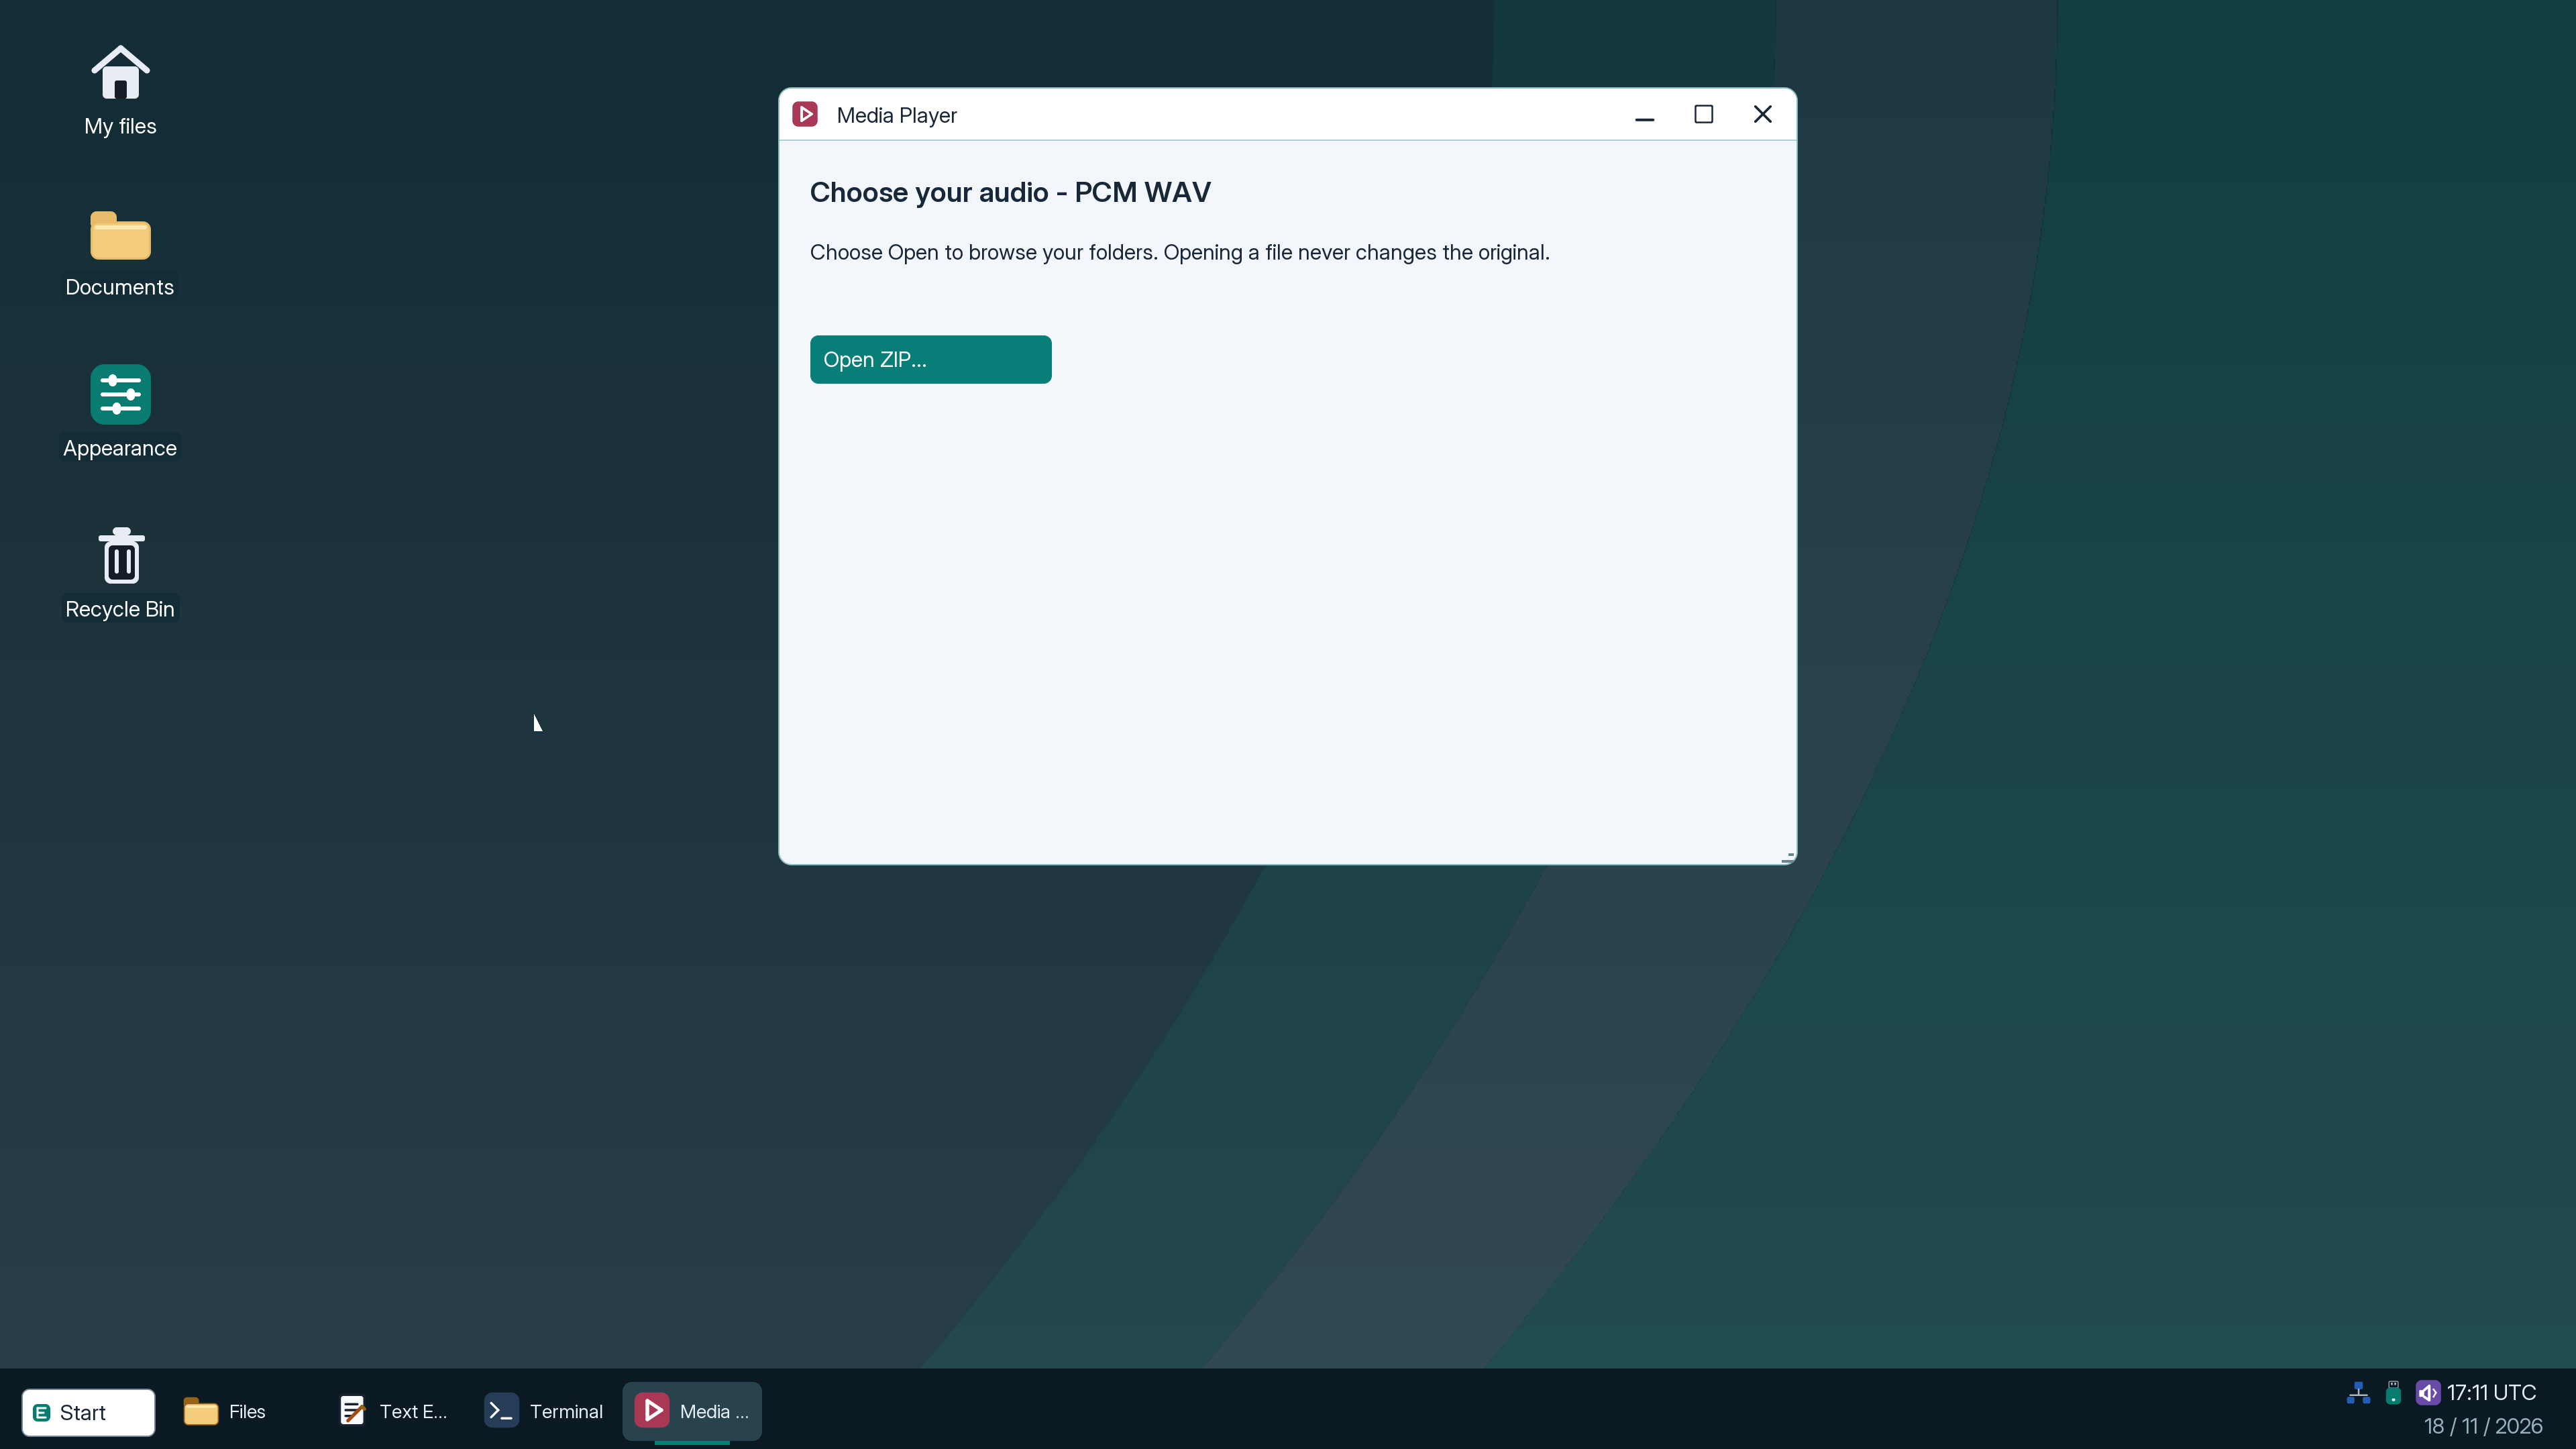 My files
Documents
Appearance
Recycle Bin
Media Player
Choose your audio - PCM WAV
Choose Open to browse your folders. Opening a file never changes the original.
Open ZIP...
Start
Files
Text E...
Terminal
Media ...
17:11 UTC
18 / 11 / 2026